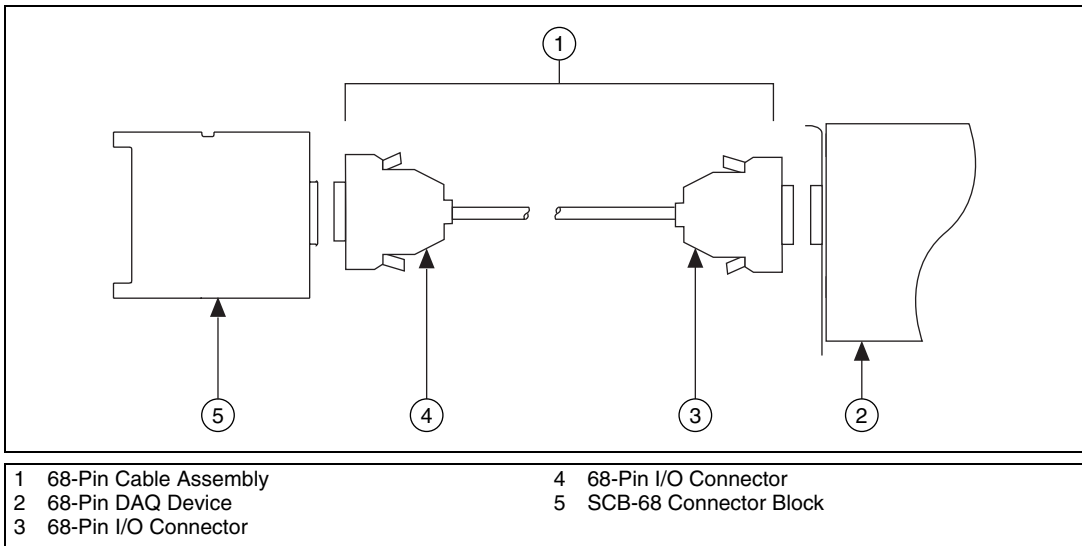 1
5
4
3
2
1 68-Pin Cable Assembly
2 68-Pin DAQ Device
3 68-Pin I/O Connector
4 68-Pin I/O Connector
5 SCB-68 Connector Block